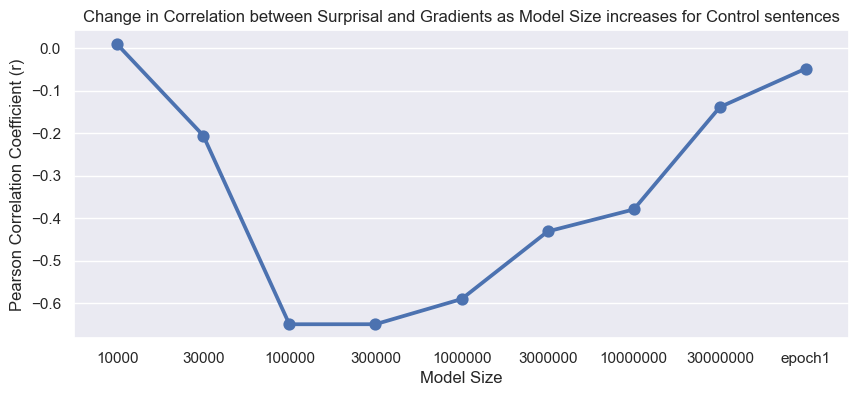 Change in Correlation between Surprisal and Gradients as Model Size increases for Control sentences
Pearson Correlation Coefficient (r)
0.0
−0.1
−0.2
−0.3
−0.4
−0.5
−0.6
10000 30000 100000 300000 1000000 3000000 10000000 30000000 epoch1
Model Size